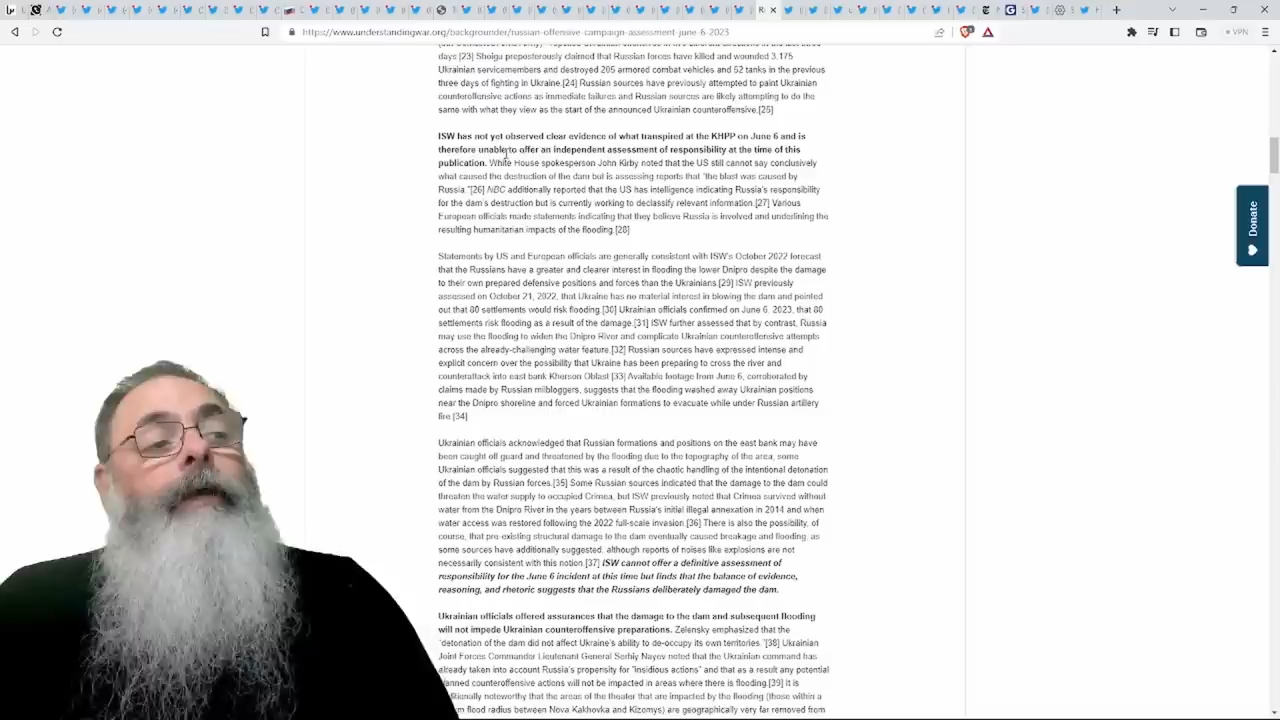 https://www.understandingwar.org/backgrounder/russian-offensive-campaign-assessment-june-6-2023
VPN
days [23] Shoigu preposterously claimed that Russian forces have killed and wounded 3,175
Ukrainian servicemembers and destroyed 205 armored combat vehicles and 52 tanks in the previous
three days of fighting in Ukraine.[24] Russian sources have previously attempted to paint Ukrainian
counteroffensive actions as immediate failures and Russian sources are likely attempting to do the
same with what they view as the start of the announced Ukrainian counteroffensive.[25]
ISW has not yet observed clear evidence of what transpired at the KHPP on June 6 and is
therefore unable to offer an independent assessment of responsibility at the time of this
publication. White House spokesperson John Kirby noted that the US still cannot say conclusively
what caused the destruction of the dam but is assessing reports that "the blast was caused by
Russia."[26] NBC additionally reported that the US has intelligence indicating Russia's responsibility
for the dam's destruction but is currently working to declassify relevant information.[27] Various
European officials made statements indicating that they believe Russia is involved and underlining the
resulting humanitarian impacts of the flooding.[28]
Statements by US and European officials are generally consistent with ISW's October 2022 forecast
that the Russians have a greater and clearer interest in flooding the lower Dnipro despite the damage
to their own prepared defensive positions and forces than the Ukrainians.[29] ISW previously
assessed on October 21, 2022, that Ukraine has no material interest in blowing the dam and pointed
out that 80 settlements would risk flooding.[30] Ukrainian officials confirmed on June 6, 2023, that 80
settlements risk flooding as a result of the damage.[31] ISW further assessed that by contrast, Russia
may use the flooding to widen the Dnipro River and complicate Ukrainian counteroffensive attempts
across the already-challenging water feature.[32] Russian sources have expressed intense and
explicit concern over the possibility that Ukraine has been preparing to cross the river and
counterattack into east bank Kherson Oblast.[33] Available footage from June 6, corroborated by
claims made by Russian milbloggers, suggests that the flooding washed away Ukrainian positions
near the Dnipro shoreline and forced Ukrainian formations to evacuate while under Russian artillery
fire.[34]
Ukrainian officials acknowledged that Russian formations and positions on the east bank may have
been caught off guard and threatened by the flooding due to the topography of the area, some
Ukrainian officials suggested that this was a result of the chaotic handling of the intentional detonation
of the dam by Russian forces.[35] Some Russian sources indicated that the damage to the dam could
threaten the water supply to occupied Crimea, but ISW previously noted that Crimea survived without
water from the Dnipro River in the years between Russia's initial illegal annexation in 2014 and when
water access was restored following the 2022 full-scale invasion.[36] There is also the possibility, of
course, that pre-existing structural damage to the dam eventually caused breakage and flooding, as
some sources have additionally suggested, although reports of noises like explosions are not
necessarily consistent with this notion.[37] ISW cannot offer a definitive assessment of
responsibility for the June 6 incident at this time but finds that the balance of evidence,
reasoning, and rhetoric suggests that the Russians deliberately damaged the dam.
Ukrainian officials offered assurances that the damage to the dam and subsequent flooding
will not impede Ukrainian counteroffensive preparations. Zelensky emphasized that the
"detonation of the dam did not affect Ukraine's ability to de-occupy its own territories."[38] Ukrainian
Joint Forces Commander Lieutenant General Serhiy Nayev noted that the Ukrainian command has
already taken into account Russia's propensity for "insidious actions" and that as a result any potential
planned counteroffensive actions will not be impacted in areas where there is flooding.[39] It is
noteworthy that the areas of the theater that are impacted by the flooding (those within a
flood radius between Nova Kakhovka and Kizomys) are geographically very far removed from
Donate